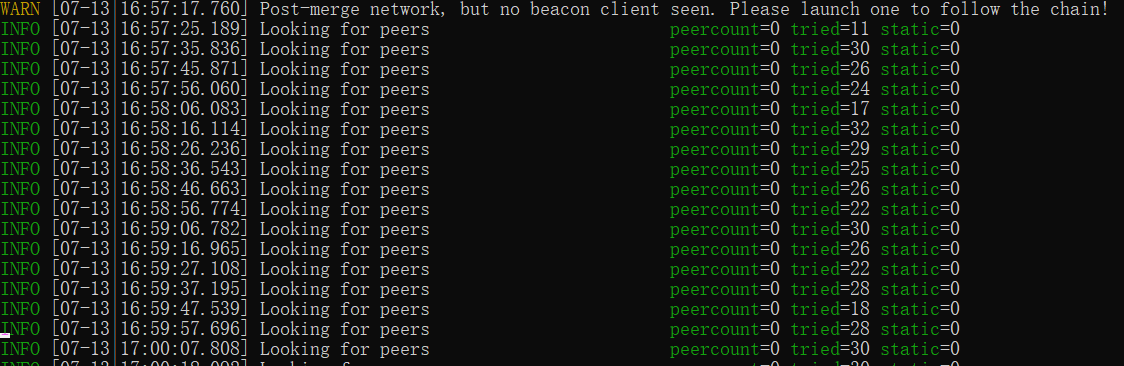 WARN [07-13|16:57:17.760] Post-merge network, but no beacon client seen. Please launch one to follow the chain!
INFO [07-13|16:57:25.189] Looking for peers peercount=0 tried=11 static=0
INFO [07-13|16:57:35.836] Looking for peers peercount=0 tried=30 static=0
INFO [07-13|16:57:45.871] Looking for peers peercount=0 tried=26 static=0
INFO [07-13|16:57:56.060] Looking for peers peercount=0 tried=24 static=0
INFO [07-13|16:58:06.083] Looking for peers peercount=0 tried=17 static=0
INFO [07-13|16:58:16.114] Looking for peers peercount=0 tried=32 static=0
INFO [07-13|16:58:26.236] Looking for peers peercount=0 tried=29 static=0
INFO [07-13|16:58:36.543] Looking for peers peercount=0 tried=25 static=0
INFO [07-13|16:58:46.663] Looking for peers peercount=0 tried=26 static=0
INFO [07-13|16:58:56.774] Looking for peers peercount=0 tried=22 static=0
INFO [07-13|16:59:06.782] Looking for peers peercount=0 tried=30 static=0
INFO [07-13|16:59:16.965] Looking for peers peercount=0 tried=26 static=0
INFO [07-13|16:59:27.108] Looking for peers peercount=0 tried=22 static=0
INFO [07-13|16:59:37.195] Looking for peers peercount=0 tried=28 static=0
INFO [07-13|16:59:47.539] Looking for peers peercount=0 tried=18 static=0
INFO [07-13|16:59:57.696] Looking for peers peercount=0 tried=28 static=0
INFO [07-13|17:00:07.808] Looking for peers peercount=0 tried=30 static=0